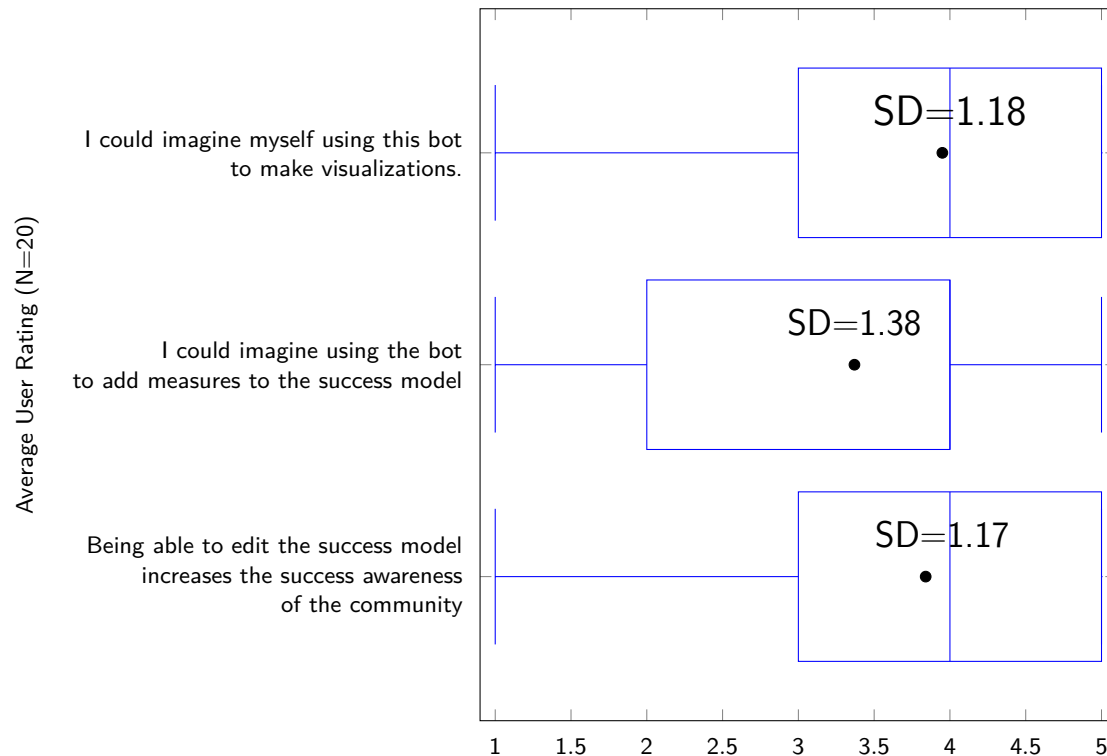 Average User Rating (N=20)
I could imagine myself using this bot
to make visualizations.
SD=1.18
I could imagine using the bot
to add measures to the success model
SD=1.38
Being able to edit the success model
increases the success awareness
of the community
SD=1.17
1 1.5 2 2.5 3 3.5 4 4.5 5